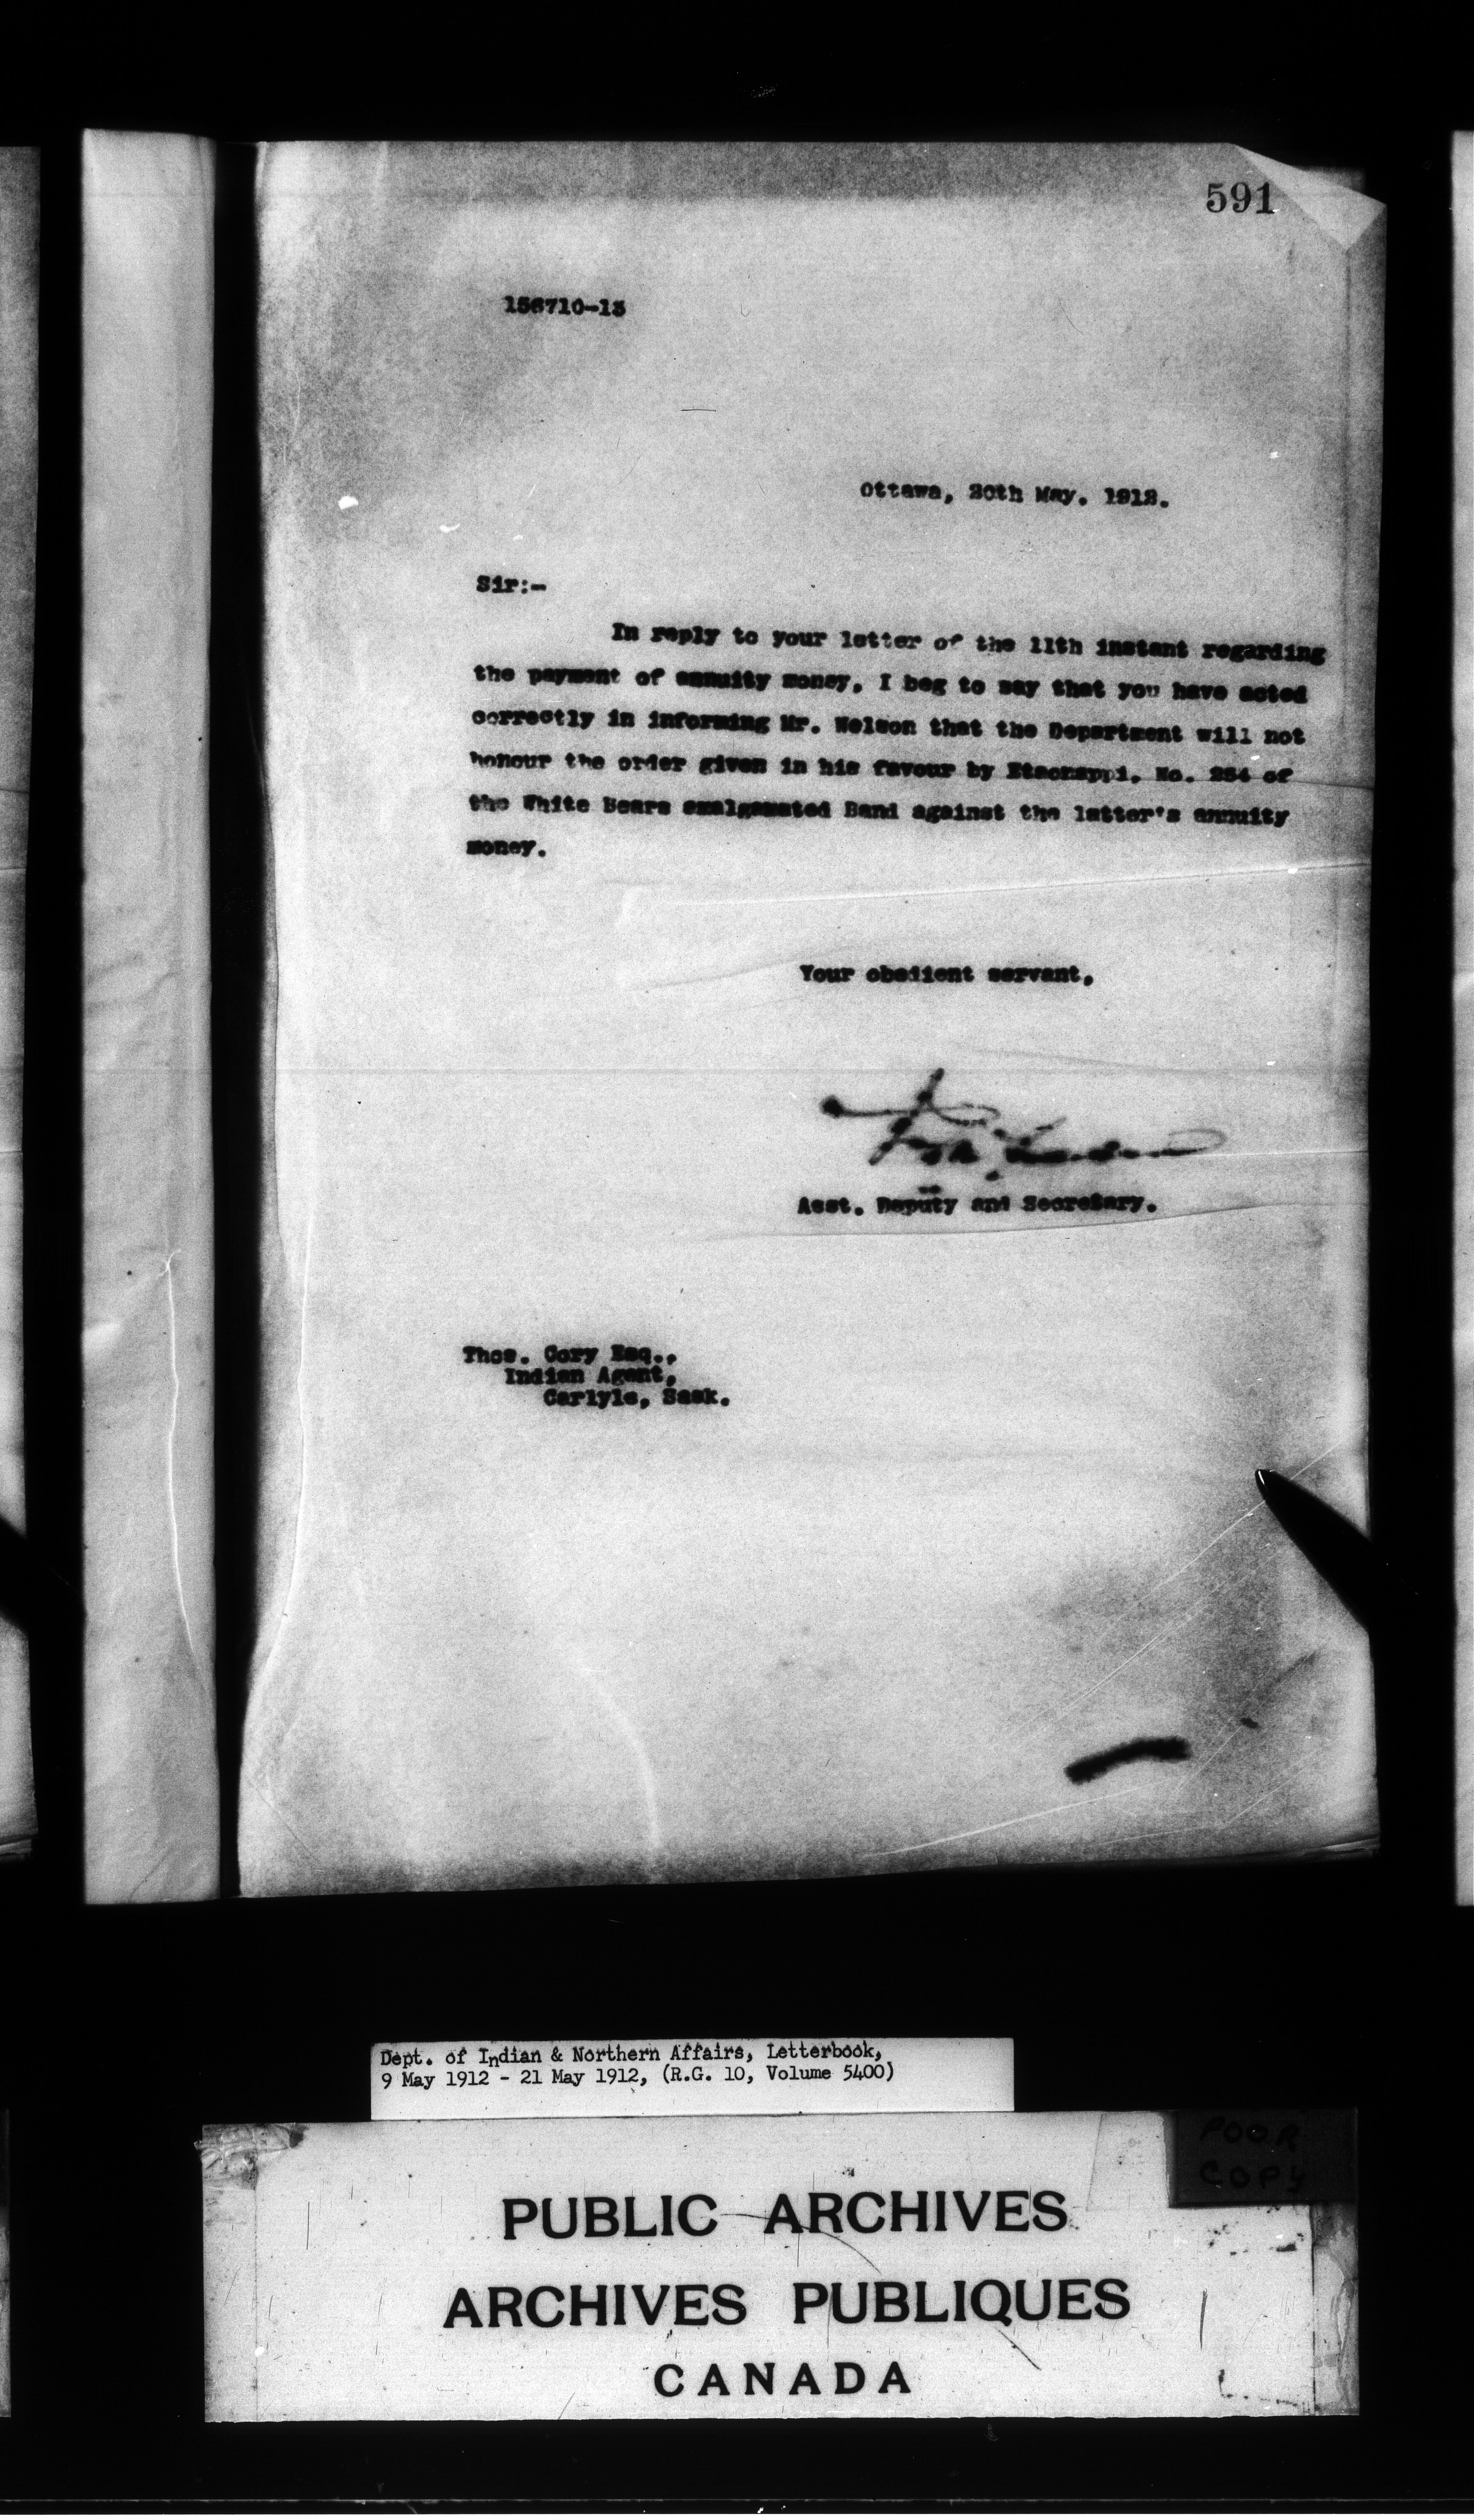 591
156710-13
Ottawa, 20th May. 1912.
Sir:-
In reply to your letter of the 11th instant regarding
the payment of annuity money, I beg to say that you have acted
correctly in informing Mr. Nelson that the Department will not
honour the order given in his favour by No. 254 of
the White Bears amalgamated Band against the latter's annuity
money.
Your obedient servant,
Asst. Deputy and Secretary.
Thos. Cory Esq.,
Indian Agent,
Carlyle, Sask.
Dept. of Indian & Northern Affairs, Letterbook,
9 May 1912 - 21 May 1912, (R.G. 10, Volume 5400)
POOR
COPY
PUBLIC ARCHIVES
ARCHIVES PUBLIQUES
CANADA